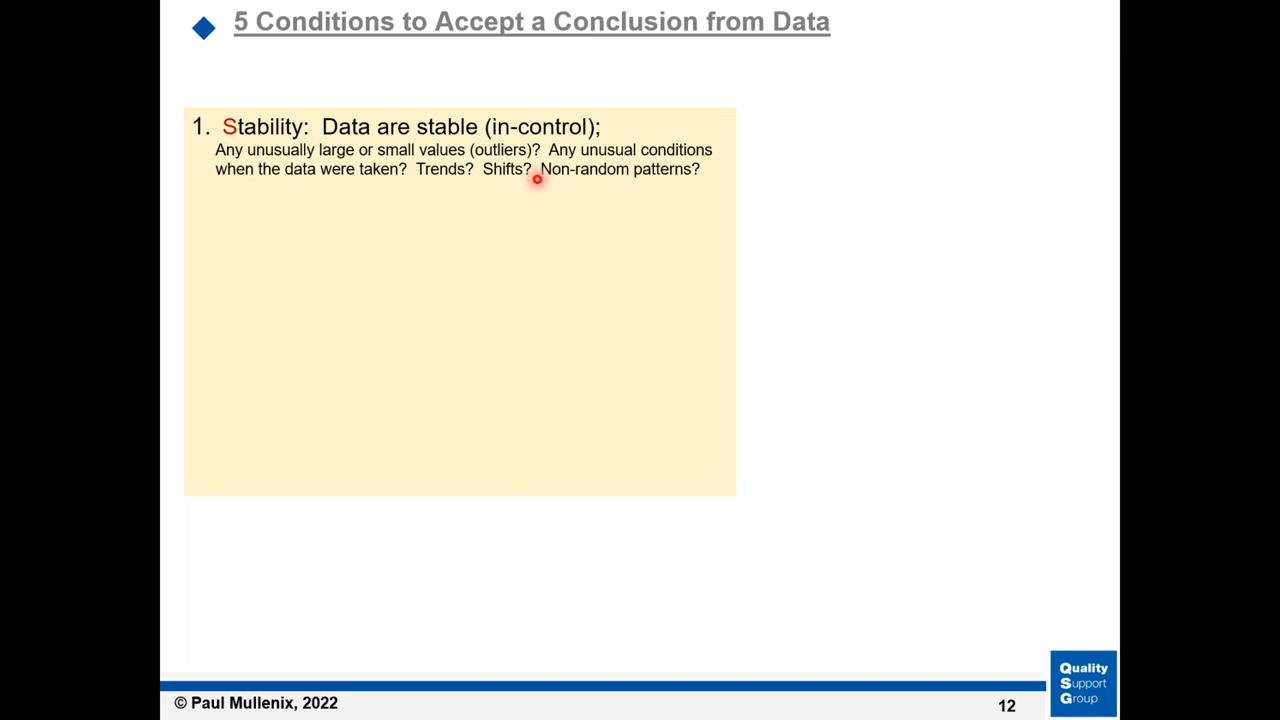 5 Conditions to Accept a Conclusion from Data
1. Stability: Data are stable (in-control);
Any unusually large or small values (outliers)? Any unusual conditions
when the data were taken? Trends? Shifts? Non-random patterns?
© Paul Mullenix, 2022
12
Quality
Support
Group